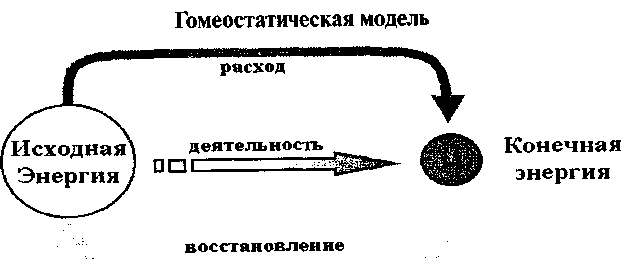 Гомеостатическая модель
расход
Исходная
Энергия
деятельность
Конечная
энергия
восстановление